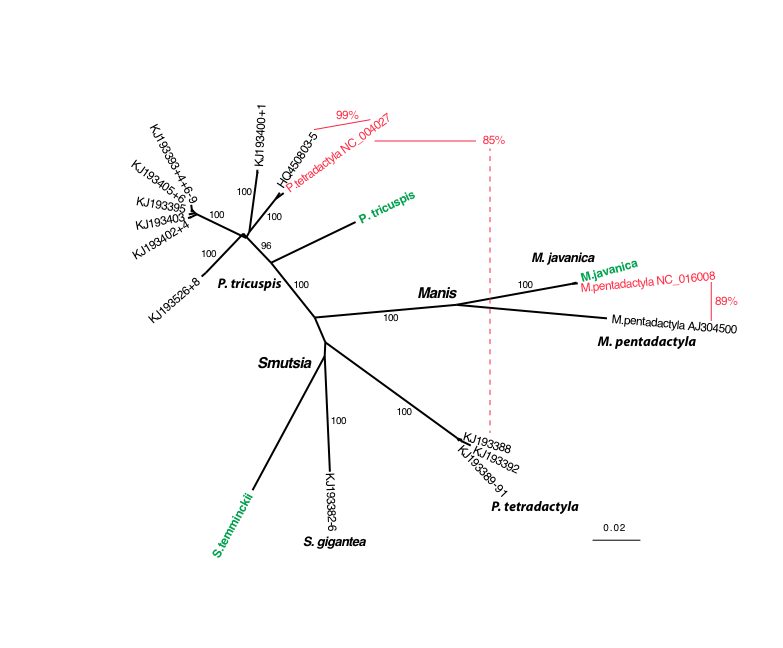 99%
P.tetradactyla NC_004027
85%
KJ193400+1
HQ450803-5
KJ193393+4+6-9
KJ193405+6
KJ193395
KJ193403
KJ193402+4
KJ193526+8
100
100
100
100
96
P. tricuspis
P. tricuspis
100
M. javanica
M.javanica
M.pentadactyla NC_016008
100
89%
Manis
100
M.pentadactyla AJ304500
M. pentadactyla
Smutsia
100
100
KJ193388
KJ193392
KJ193389-91
P. tetradactyla
S.temminckii
KJ193382-6
S. gigantea
0.02